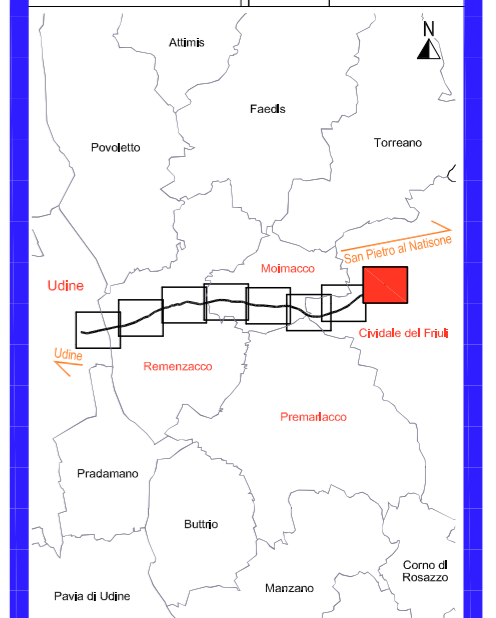 N
Attimis
Faedis
Torreano
Povoletto
San Pietro al Natisone
Moimacco
Udine
Cividale del Friuli
Udine
Remenzacco
Premariacco
Pradamano
Buttrio
Corno di
Rosazzo
Manzano
Pavia di Udine